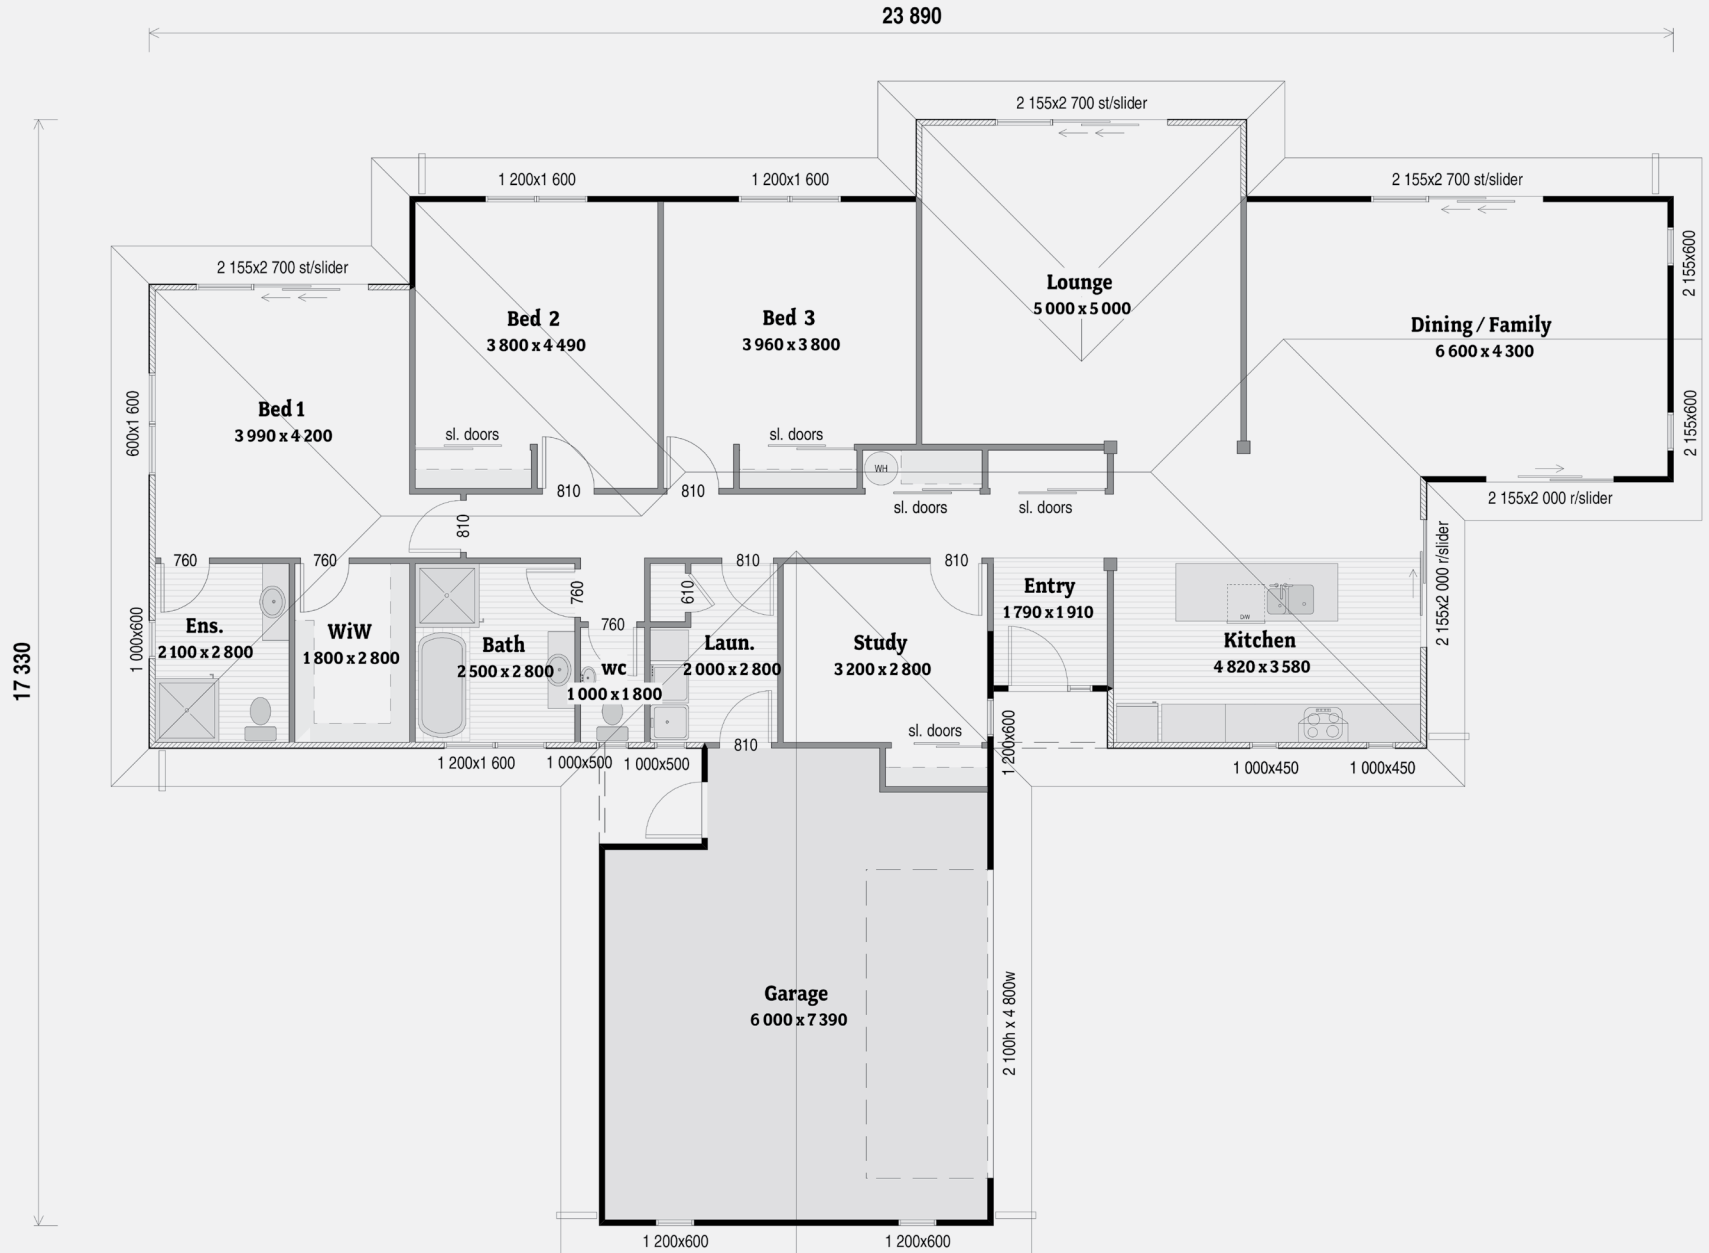 23 890
17 330
2 155x2 700 st/slider
1 200x1 600
1 200x1 600
2 155x2 700 st/slider
2 155x2 700 st/slider
2 155x600
2 155x600
600x1 600
1 000x600
Lounge
5 000 x 5 000
Bed 2
3 800 x 4 490
Bed 3
3 960 x 3 800
Dining / Family
6 600 x 4 300
Bed 1
3 990 x 4 200
sl. doors
sl. doors
WH
810
810
810
sl. doors
sl. doors
2 155x2 000 r/slider
2 155x2 000 r/slider
760
760
760
760
810
610
810
Ens.
2 100 x 2 800
WiW
1 800 x 2 800
Bath
2 500 x 2 800
wc
1 000 x 1 800
Laun.
2 000 x 2 800
Study
3 200 x 2 800
Entry
1 790 x 1 910
D/W
Kitchen
4 820 x 3 580
sl. doors
810
1 200x600
1 200x1 600
1 000x500
1 000x500
1 000x450
1 000x450
Garage
6 000 x 7 390
2 100h x 4 800w
1 200x600
1 200x600